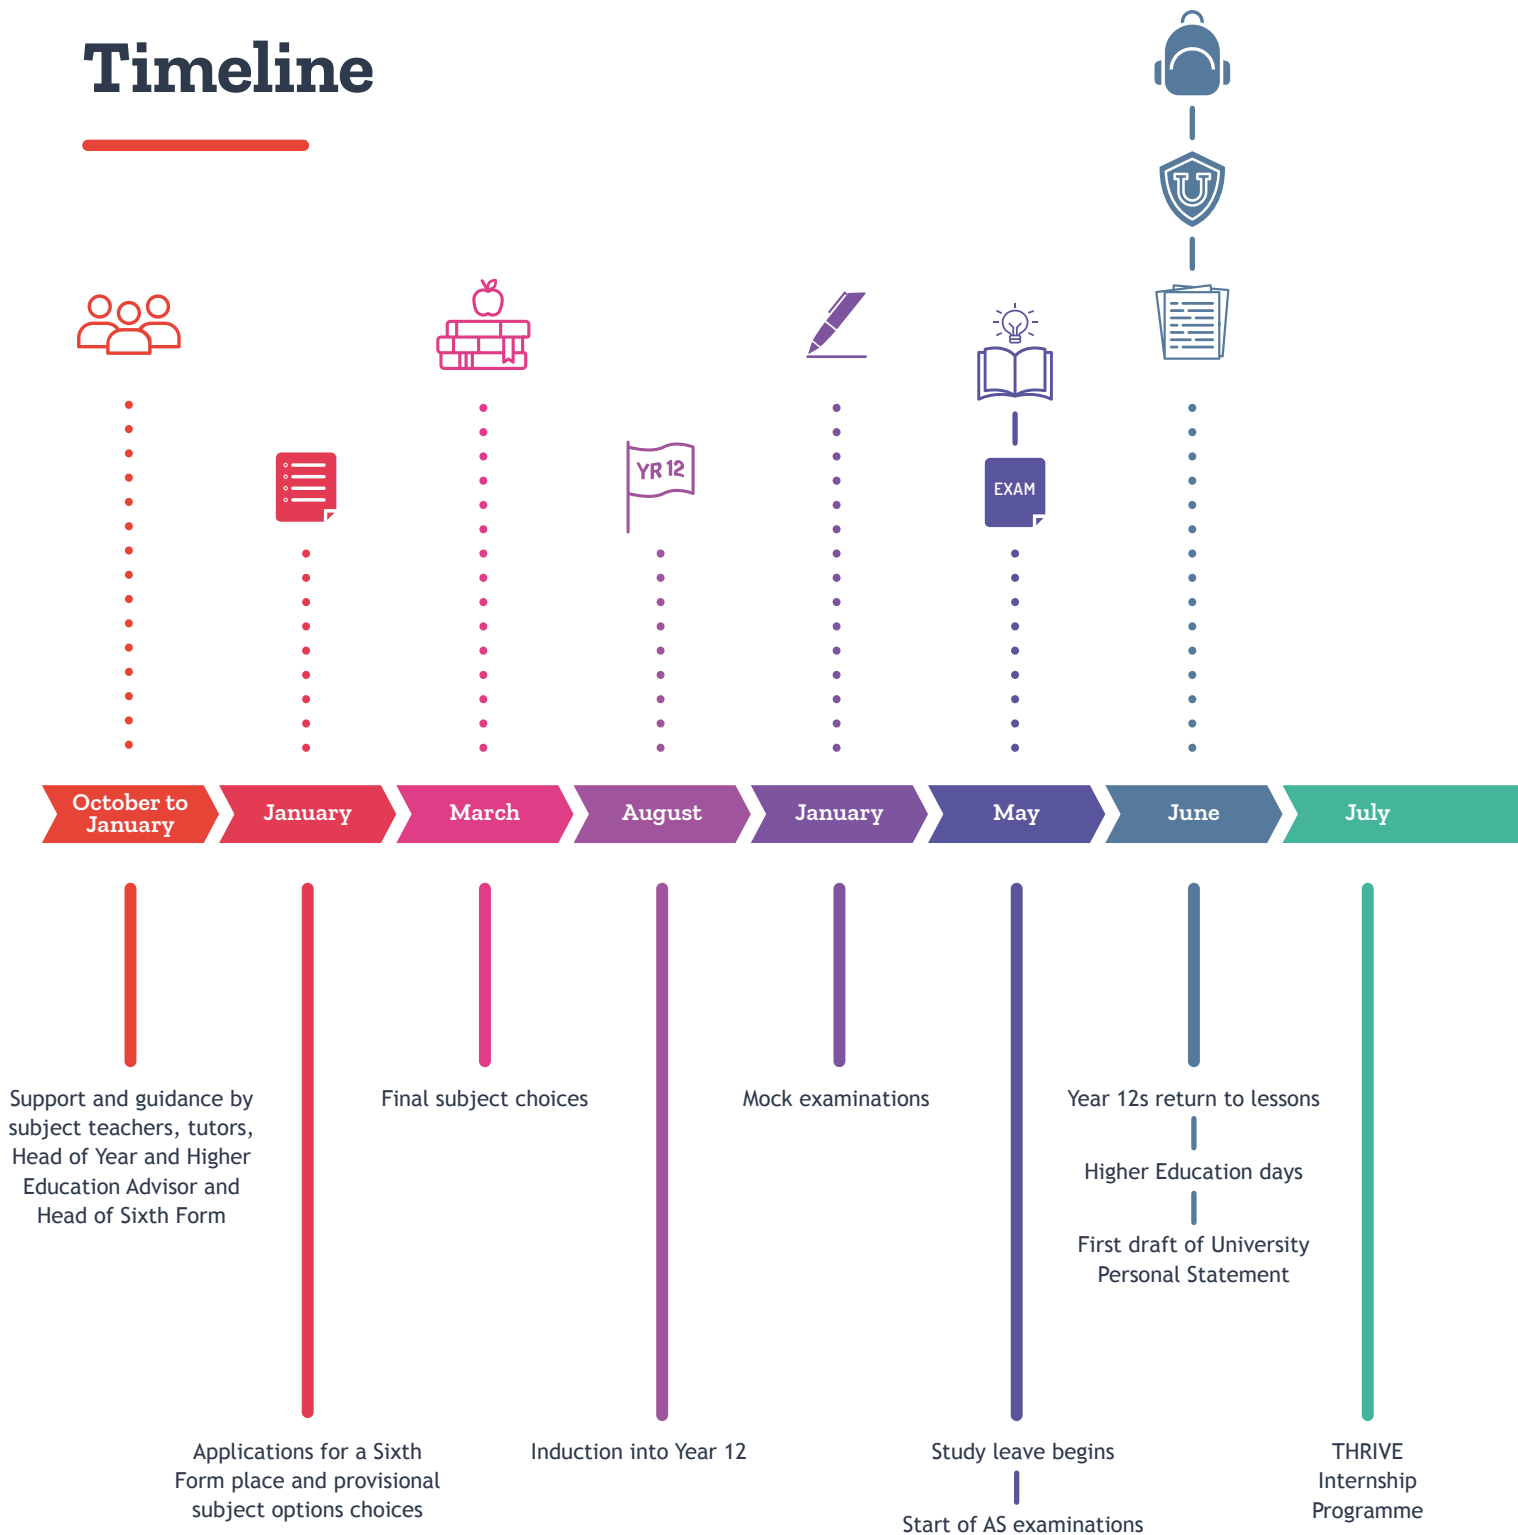 Timeline
U
YR 12
EXAM
October to
January
January
March
August
January
May
June
July
Support and guidance by
subject teachers, tutors,
Head of Year and Higher
Education Advisor and
Head of Sixth Form
Final subject choices
Mock examinations
Year 12s return to lessons
Higher Education days
First draft of University
Personal Statement
Applications for a Sixth
Form place and provisional
subject options choices
Induction into Year 12
Study leave begins
Start of AS examinations
THRIVE
Internship
Programme